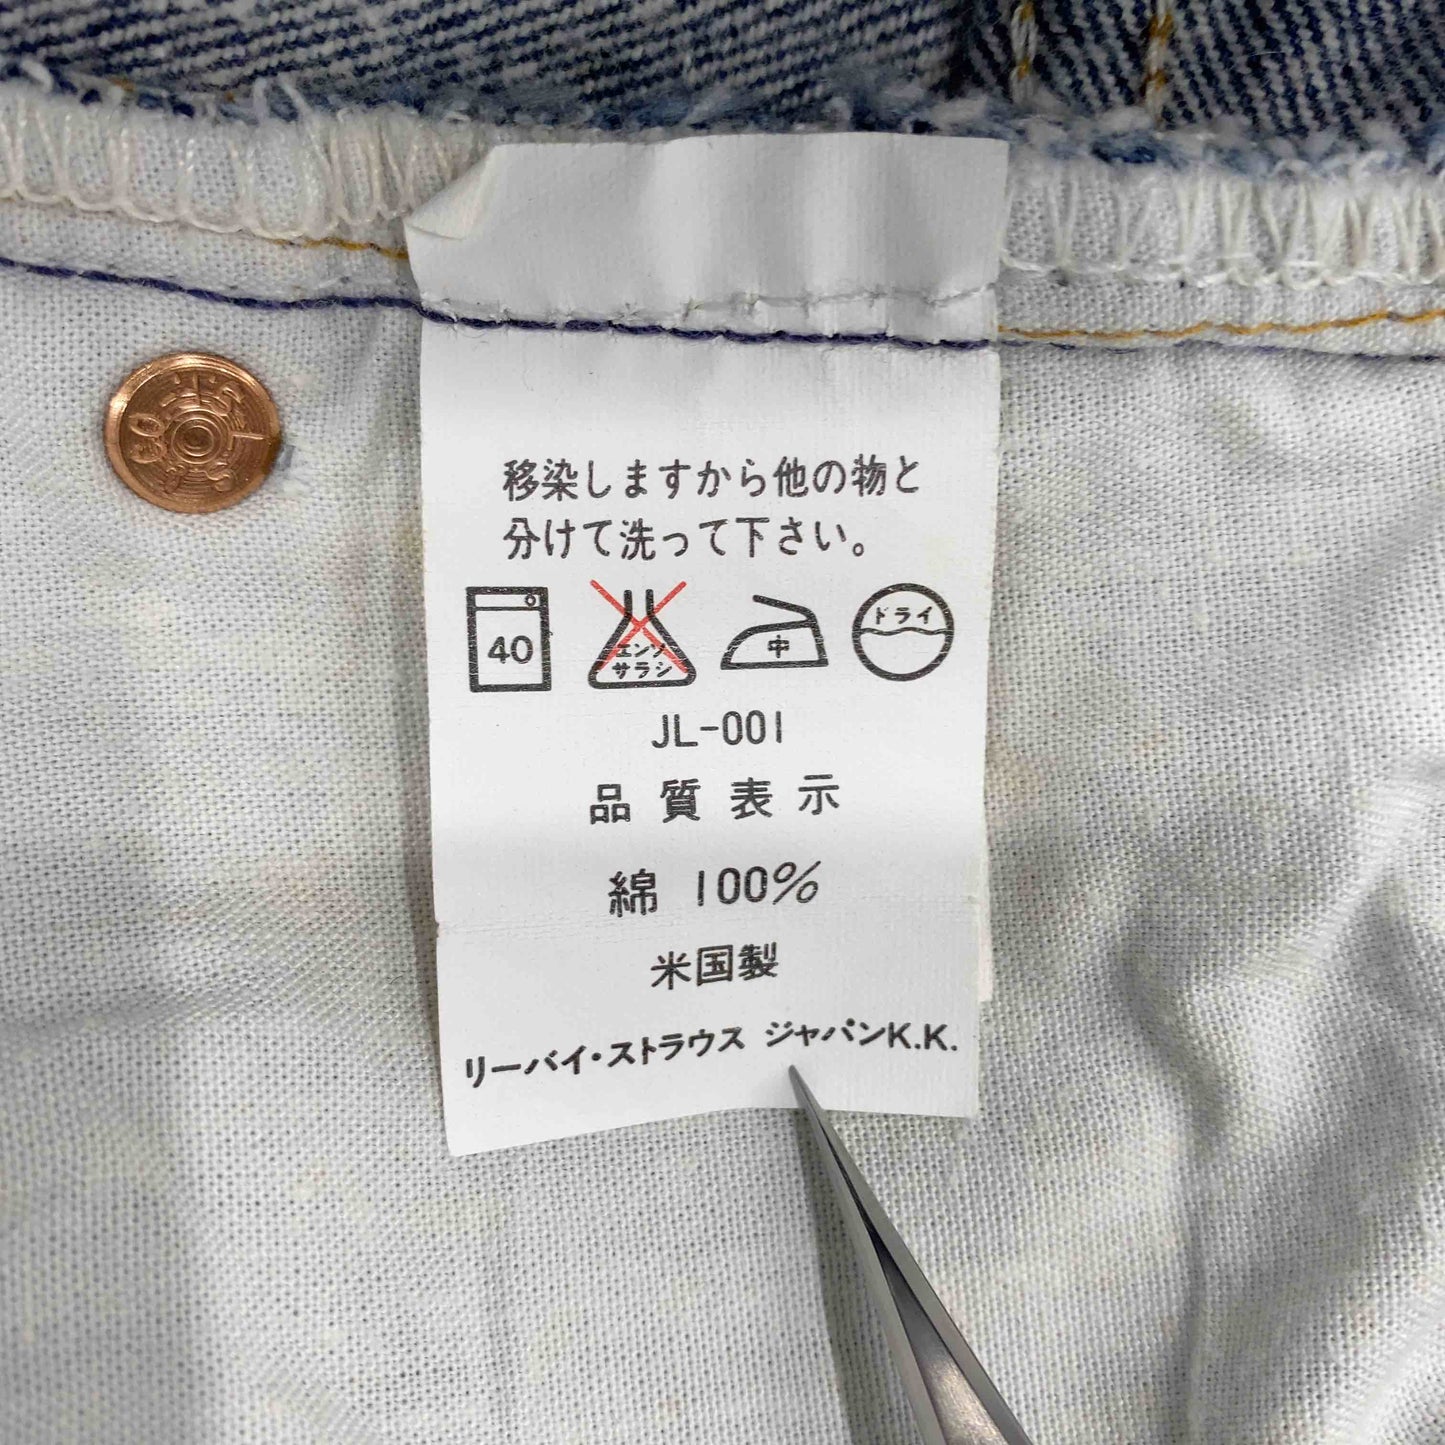 移染しますから他の物と
分けて洗って下さい。
40 エンソ サラシ 中 ドライ
JL-001
品質表示
綿 100%
米国製
リーバイ・ストラウス ジャパンK.K.